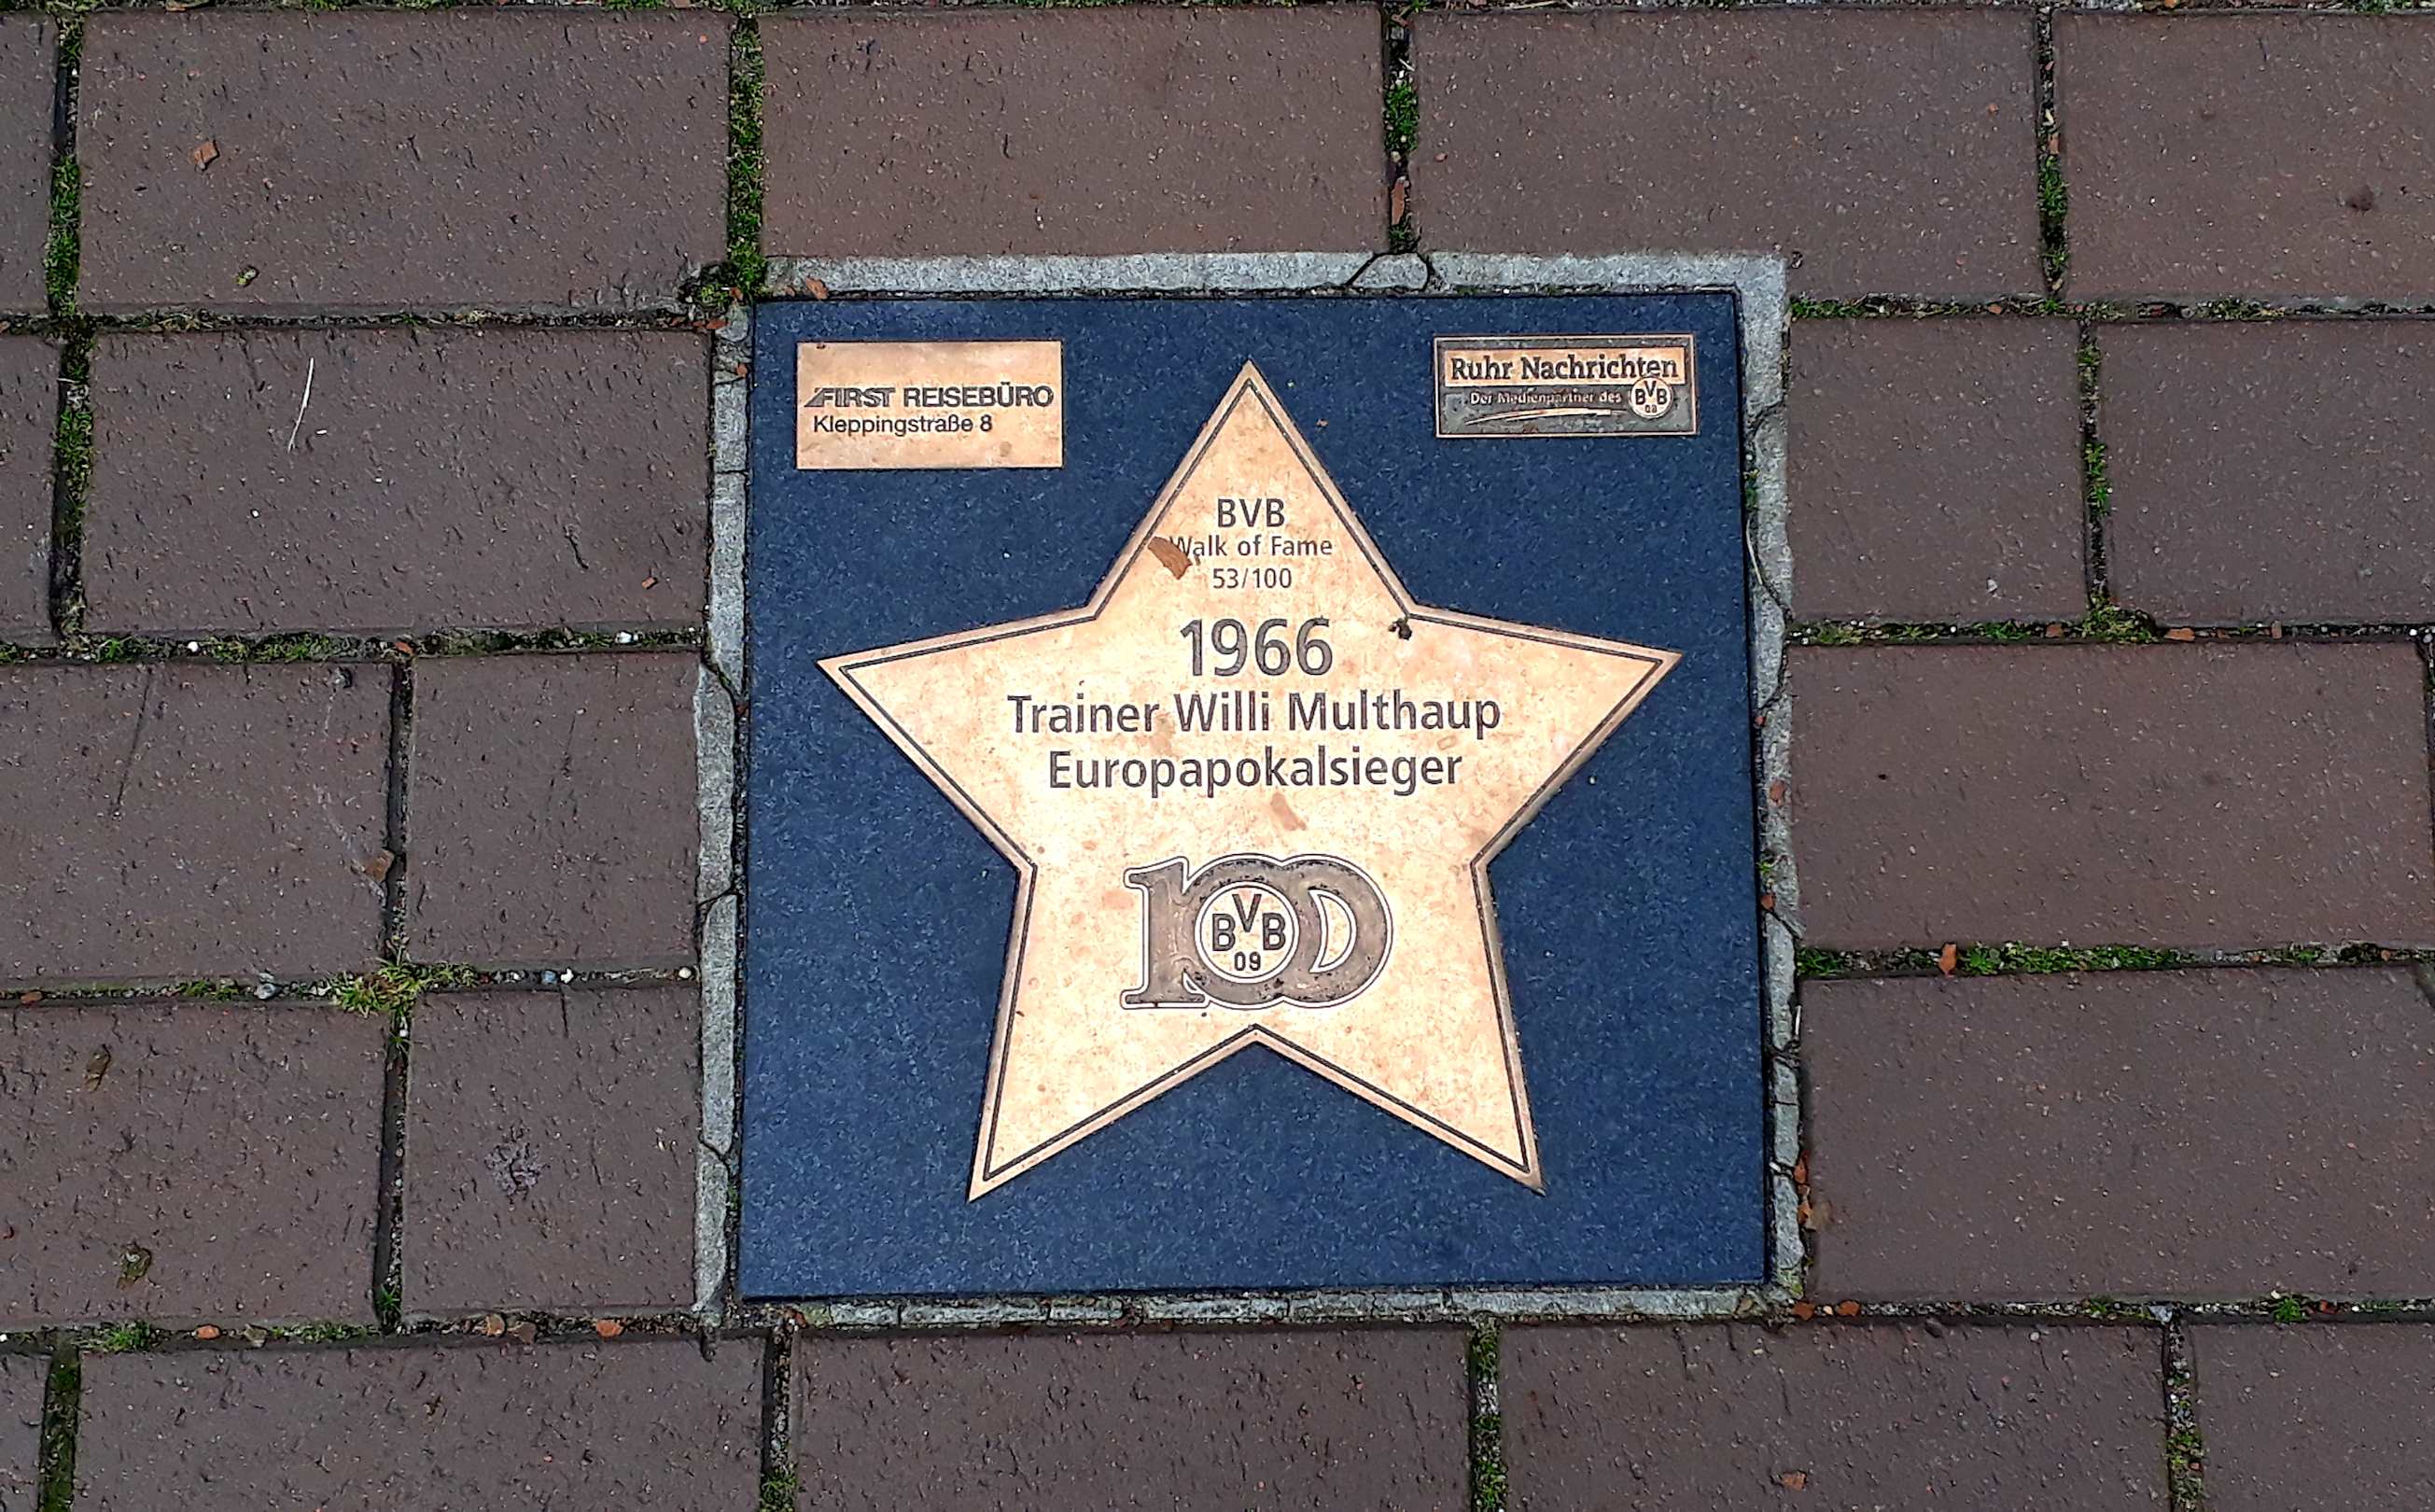 FIRST REISEBÜRO
Kleppingstraße 8
Ruhr Nachrichten
Der Medienpartner des
BVB
09
BVB
Walk of Fame
53/100
1966
Trainer Willi Multhaup
Europapokalsieger
100
BVB
09